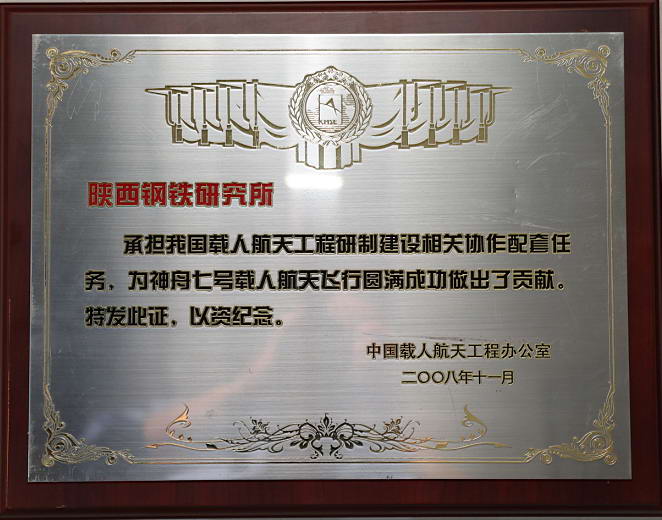 陕西钢铁研究所
承担我国载人航天工程研制建设相关协作配套任
务，为神舟七号载人航天飞行圆满成功做出了贡献。
特发此证，以资纪念。
中国载人航天工程办公室
二〇〇八年十一月